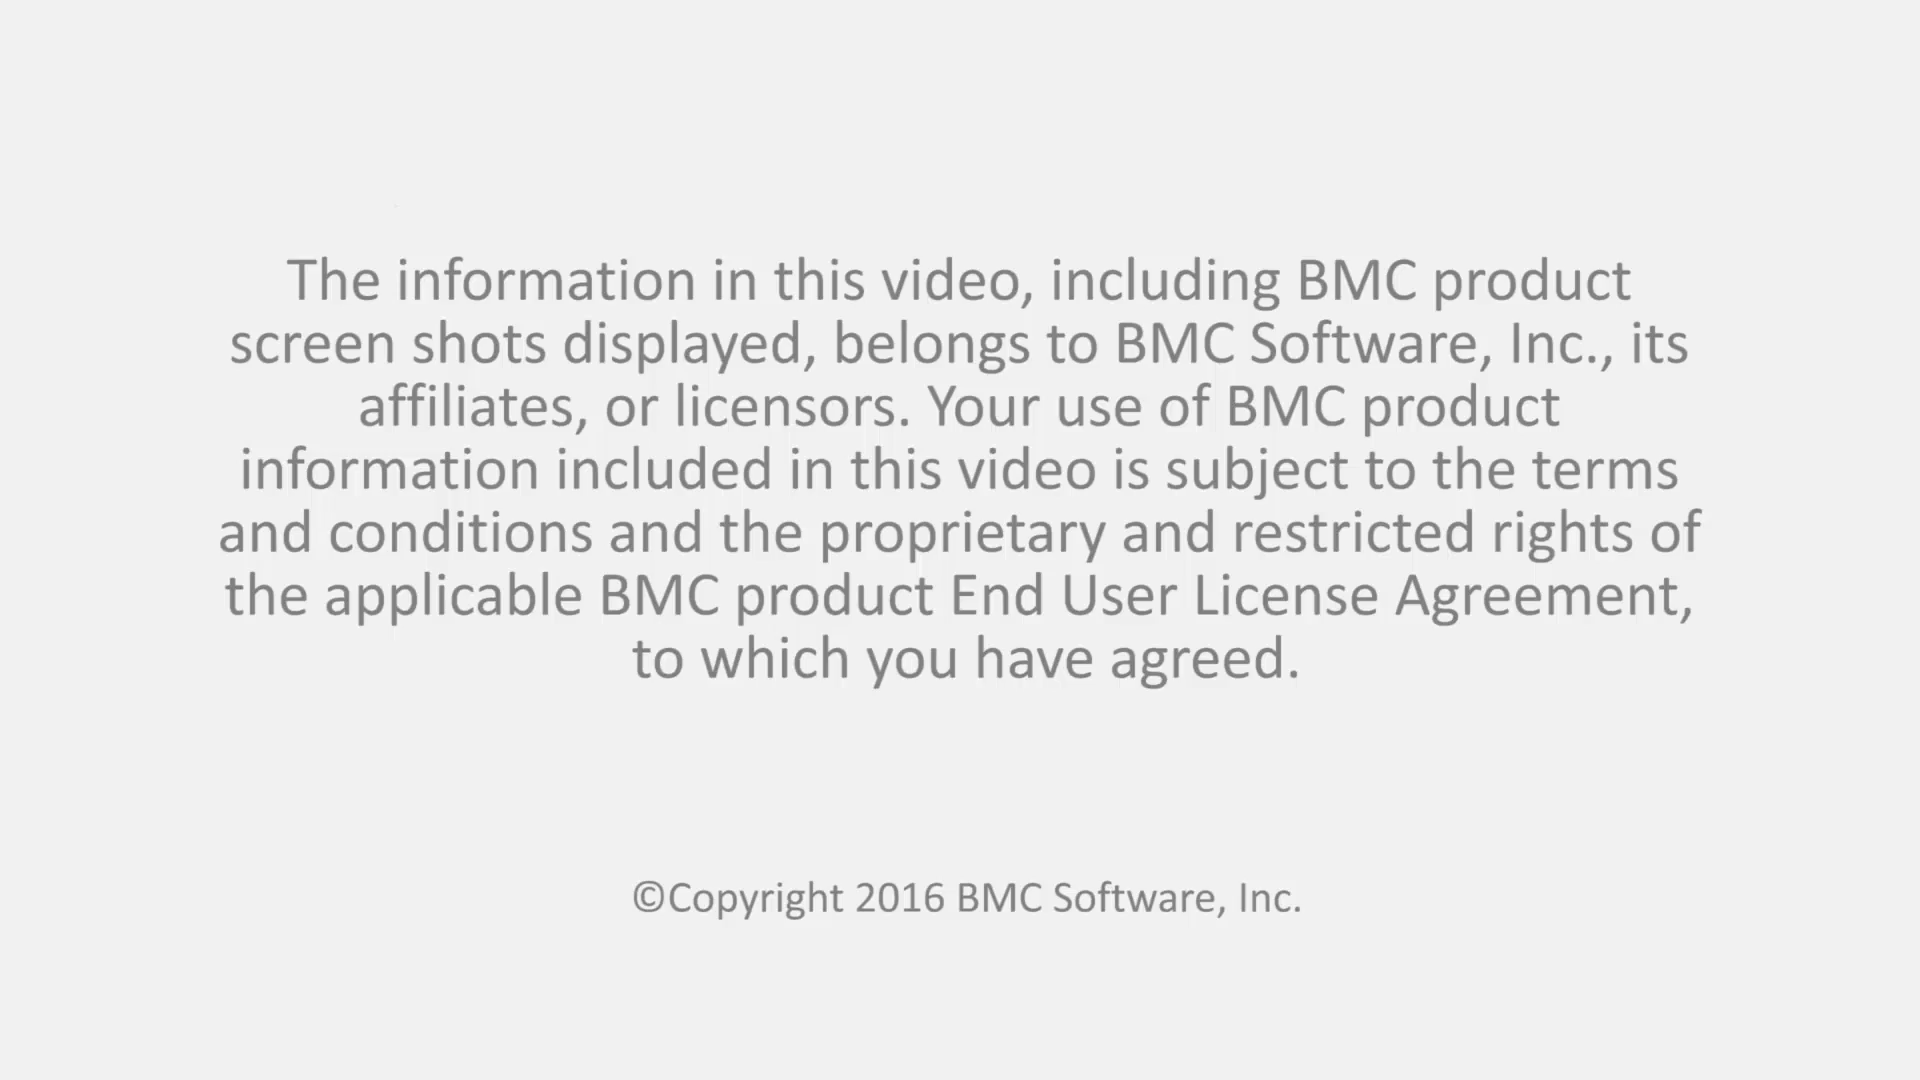 The information in this video, including BMC product
screen shots displayed, belongs to BMC Software, Inc., its
affiliates, or licensors. Your use of BMC product
information included in this video is subject to the terms
and conditions and the proprietary and restricted rights of
the applicable BMC product End User License Agreement,
to which you have agreed.
©Copyright 2016 BMC Software, Inc.